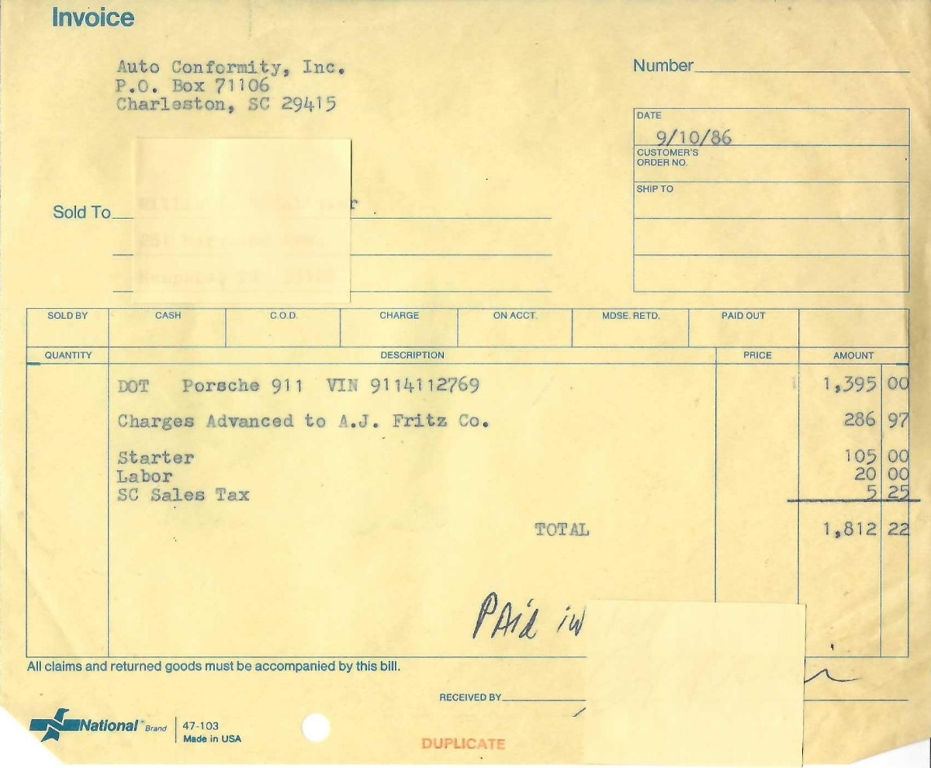 Invoice
Auto Conformity, Inc.
P.O. Box 71106
Charleston, SC 29415
Number
DATE
9/10/86
CUSTOMER'S
ORDER NO.
SHIP TO
Sold To
SOLD BY CASH C.O.D. CHARGE ON ACCT. MDSE. RETD. PAID OUT
QUANTITY DESCRIPTION PRICE AMOUNT
DOT Porsche 911 VIN 9114112769 1,395 00
Charges Advanced to A.J. Fritz Co. 286 97
Starter 105 00
Labor 20 00
SC Sales Tax 5 25
TOTAL 1,812 22
PAid iN
All claims and returned goods must be accompanied by this bill.
RECEIVED BY
National Brand 47-103
Made in USA
DUPLICATE